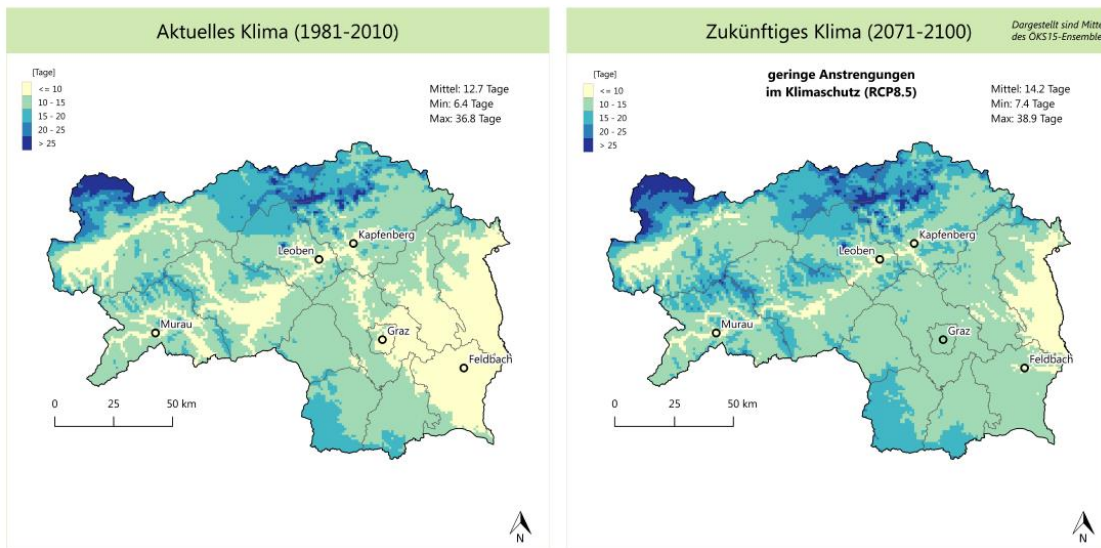 Aktuelles Klima (1981-2010)
[Tage]
<= 10
10 - 15
15 - 20
20 - 25
> 25
Mittel: 12.7 Tage
Min: 6.4 Tage
Max: 36.8 Tage
Kapfenberg
Leoben
Murau
Graz
Feldbach
0 25 50 km
N
Zukünftiges Klima (2071-2100)
Dargestellt sind Mitte
des ÖKS15-Ensemble
geringe Anstrengungen
im Klimaschutz (RCP8.5)
[Tage]
<= 10
10 - 15
15 - 20
20 - 25
> 25
Mittel: 14.2 Tage
Min: 7.4 Tage
Max: 38.9 Tage
Kapfenberg
Leoben
Murau
Graz
Feldbach
0 25 50 km
N